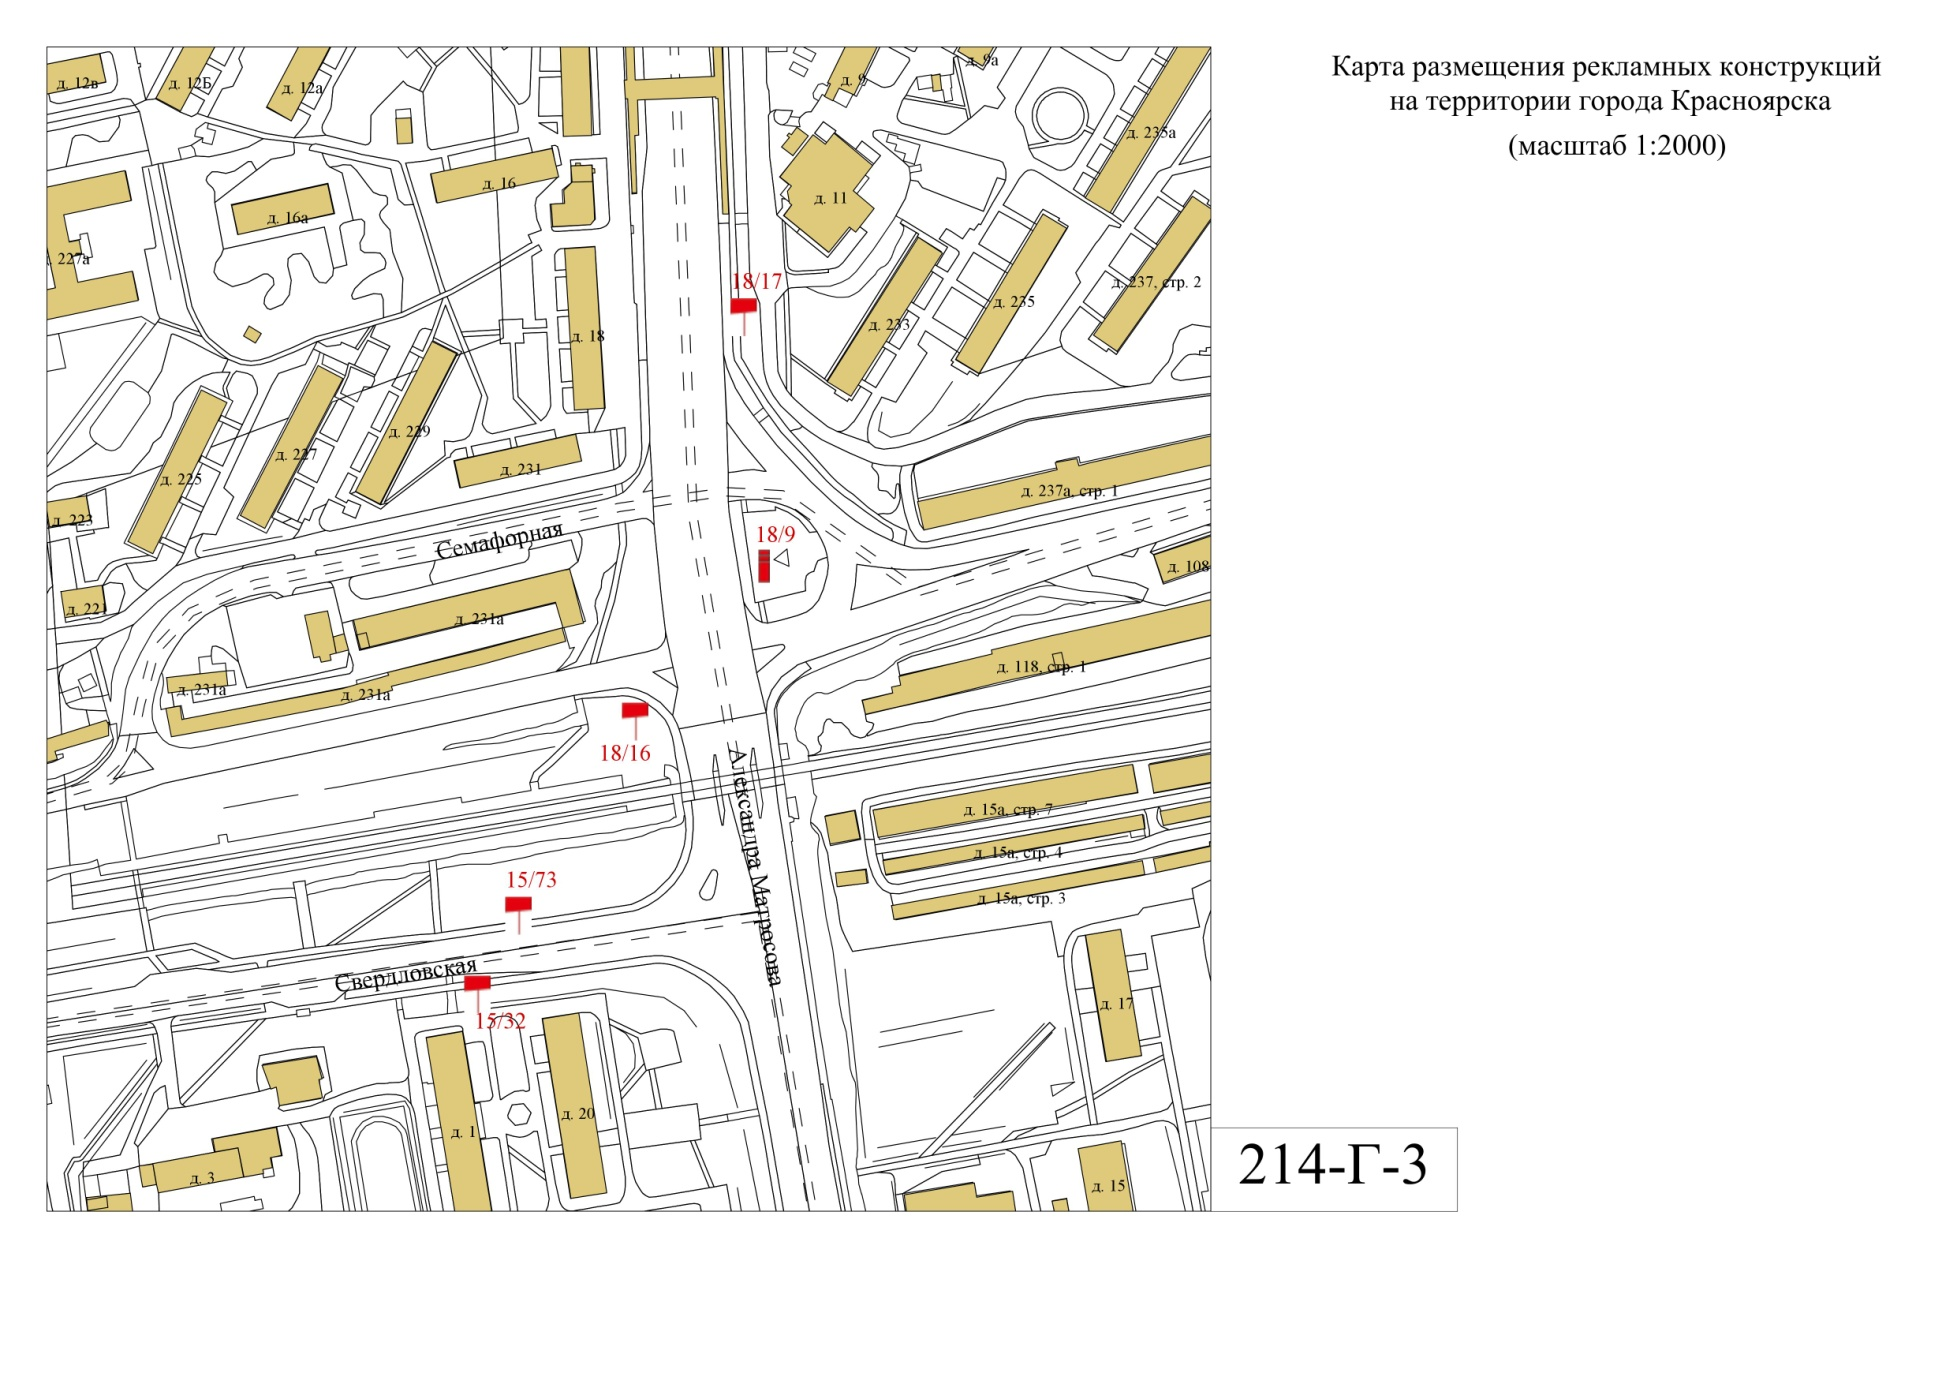 Карта размещения рекламных конструкций
на территории города Красноярска
(масштаб 1:2000)
д. 12в
д. 12Б
д. 12а
д. 9
д. 9а
д. 235а
д. 16
д. 16а
д. 11
227а
18/17
д. 237, стр. 2
д. 235
д. 233
д. 18
д. 229
д. 227
д. 231
д. 225
д. 237а, стр. 1
д. 223
Семафорная
18/9
д. 108
д. 221
д. 231а
д. 118, стр. 1
д. 231а
д. 231а
18/16
Александра Матросова
д. 15а, стр. 7
д. 15а, стр. 4
15/73
д. 15а, стр. 3
Свердловская
д. 17
15/32
д. 20
д. 1
д. 3
д. 15
214-Г-3